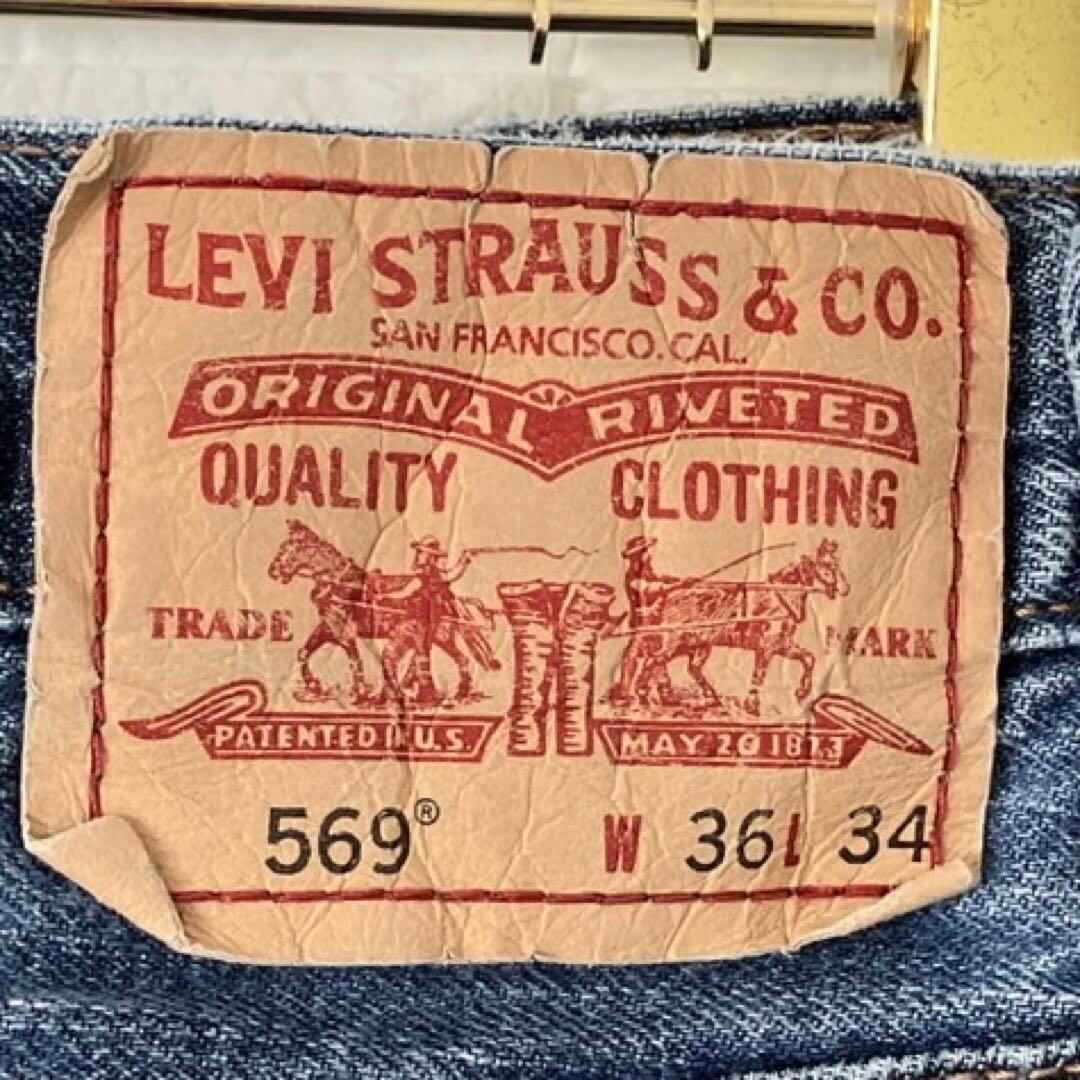 LEVI STRAUSS & CO.
SAN FRANCISCO. CAL.
ORIGINAL RIVETED
QUALITY CLOTHING
TRADE MARK
PATENTED II U.S. MAY 20 1873
569® W 36 L 34